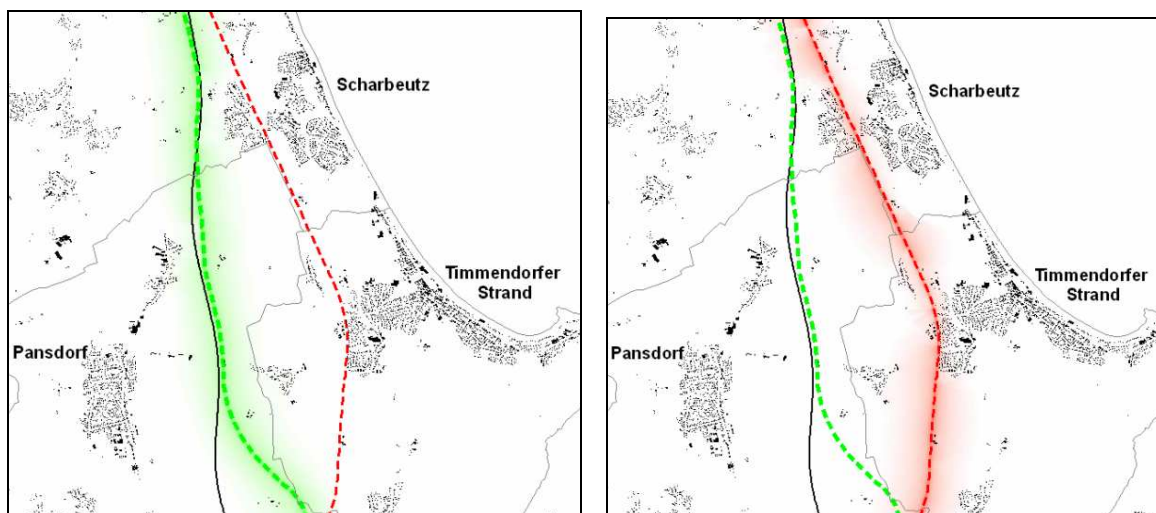 Scharbeutz
Timmendorfer
Strand
Pansdorf
Scharbeutz
Timmendorfer
Strand
Pansdorf